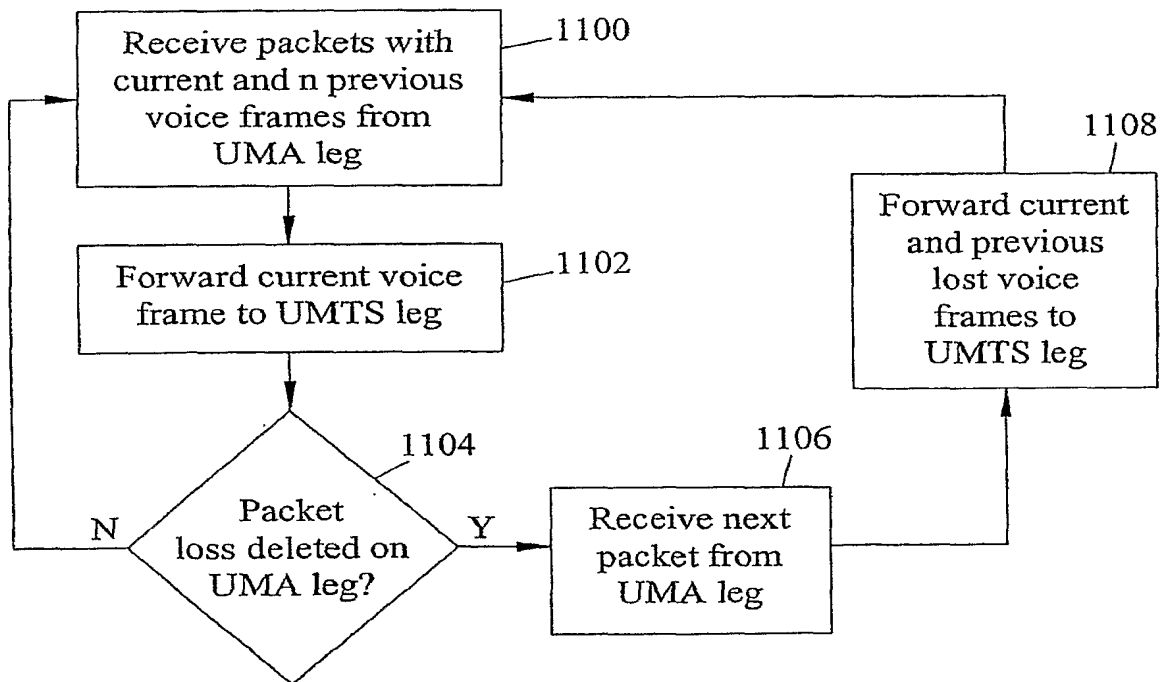 1100
Receive packets with
current and n previous
voice frames from
UMA leg
1102
Forward current voice
frame to UMTS leg
1104
Packet
loss deleted on
UMA leg?
N
Y
1106
Receive next
packet from
UMA leg
1108
Forward current
and previous
lost voice
frames to
UMTS leg